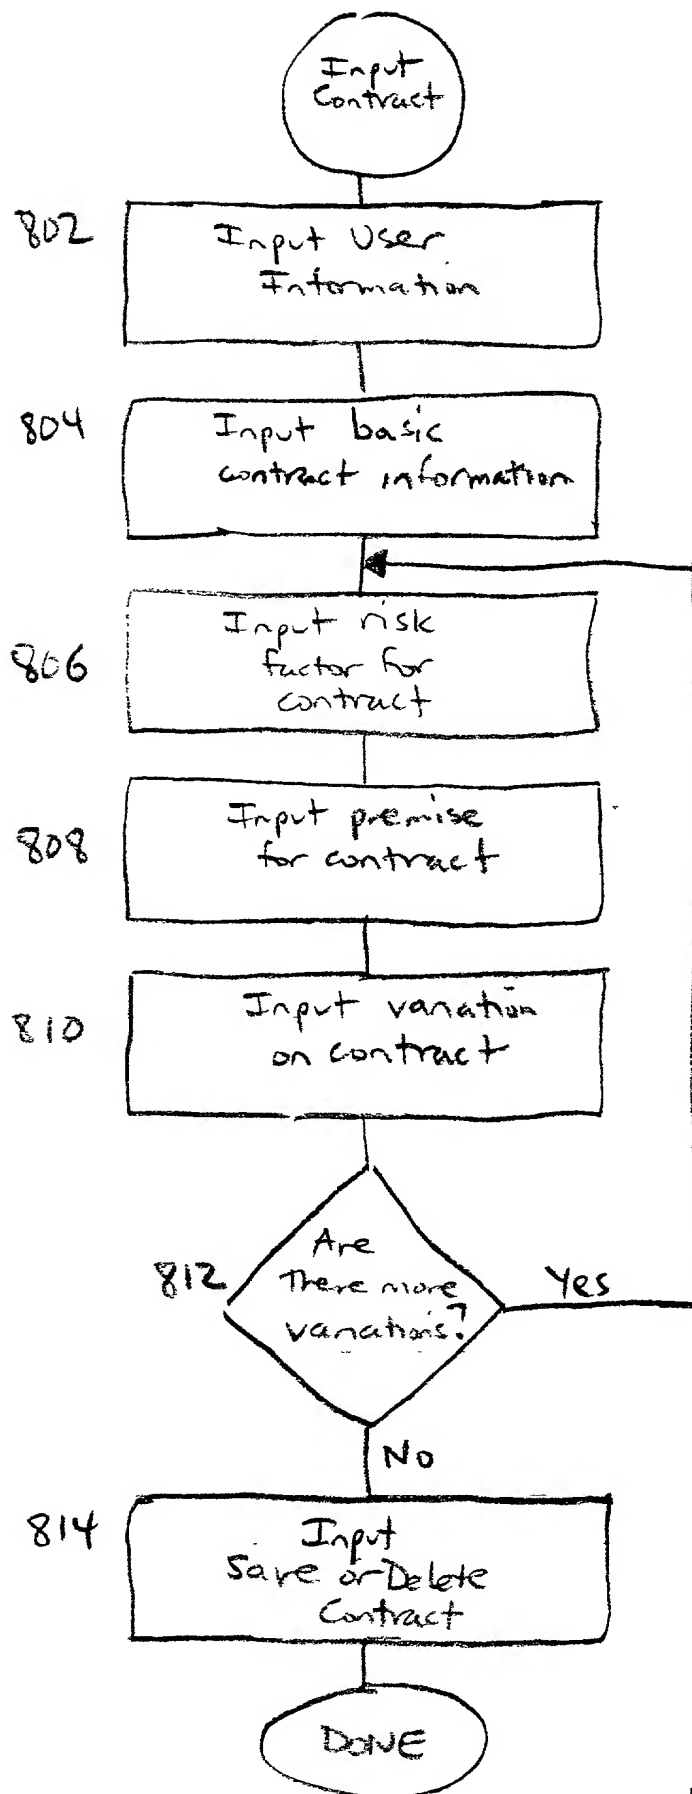 Input
Contract
802
Input User
Information
804
Input basic
contract information
806
Input risk
factor for
contract
808
Input premise
for contract
810
Input variation
on contract
812
Are
There more
variations?
Yes
No
814
Input
Save or Delete
Contract
DONE